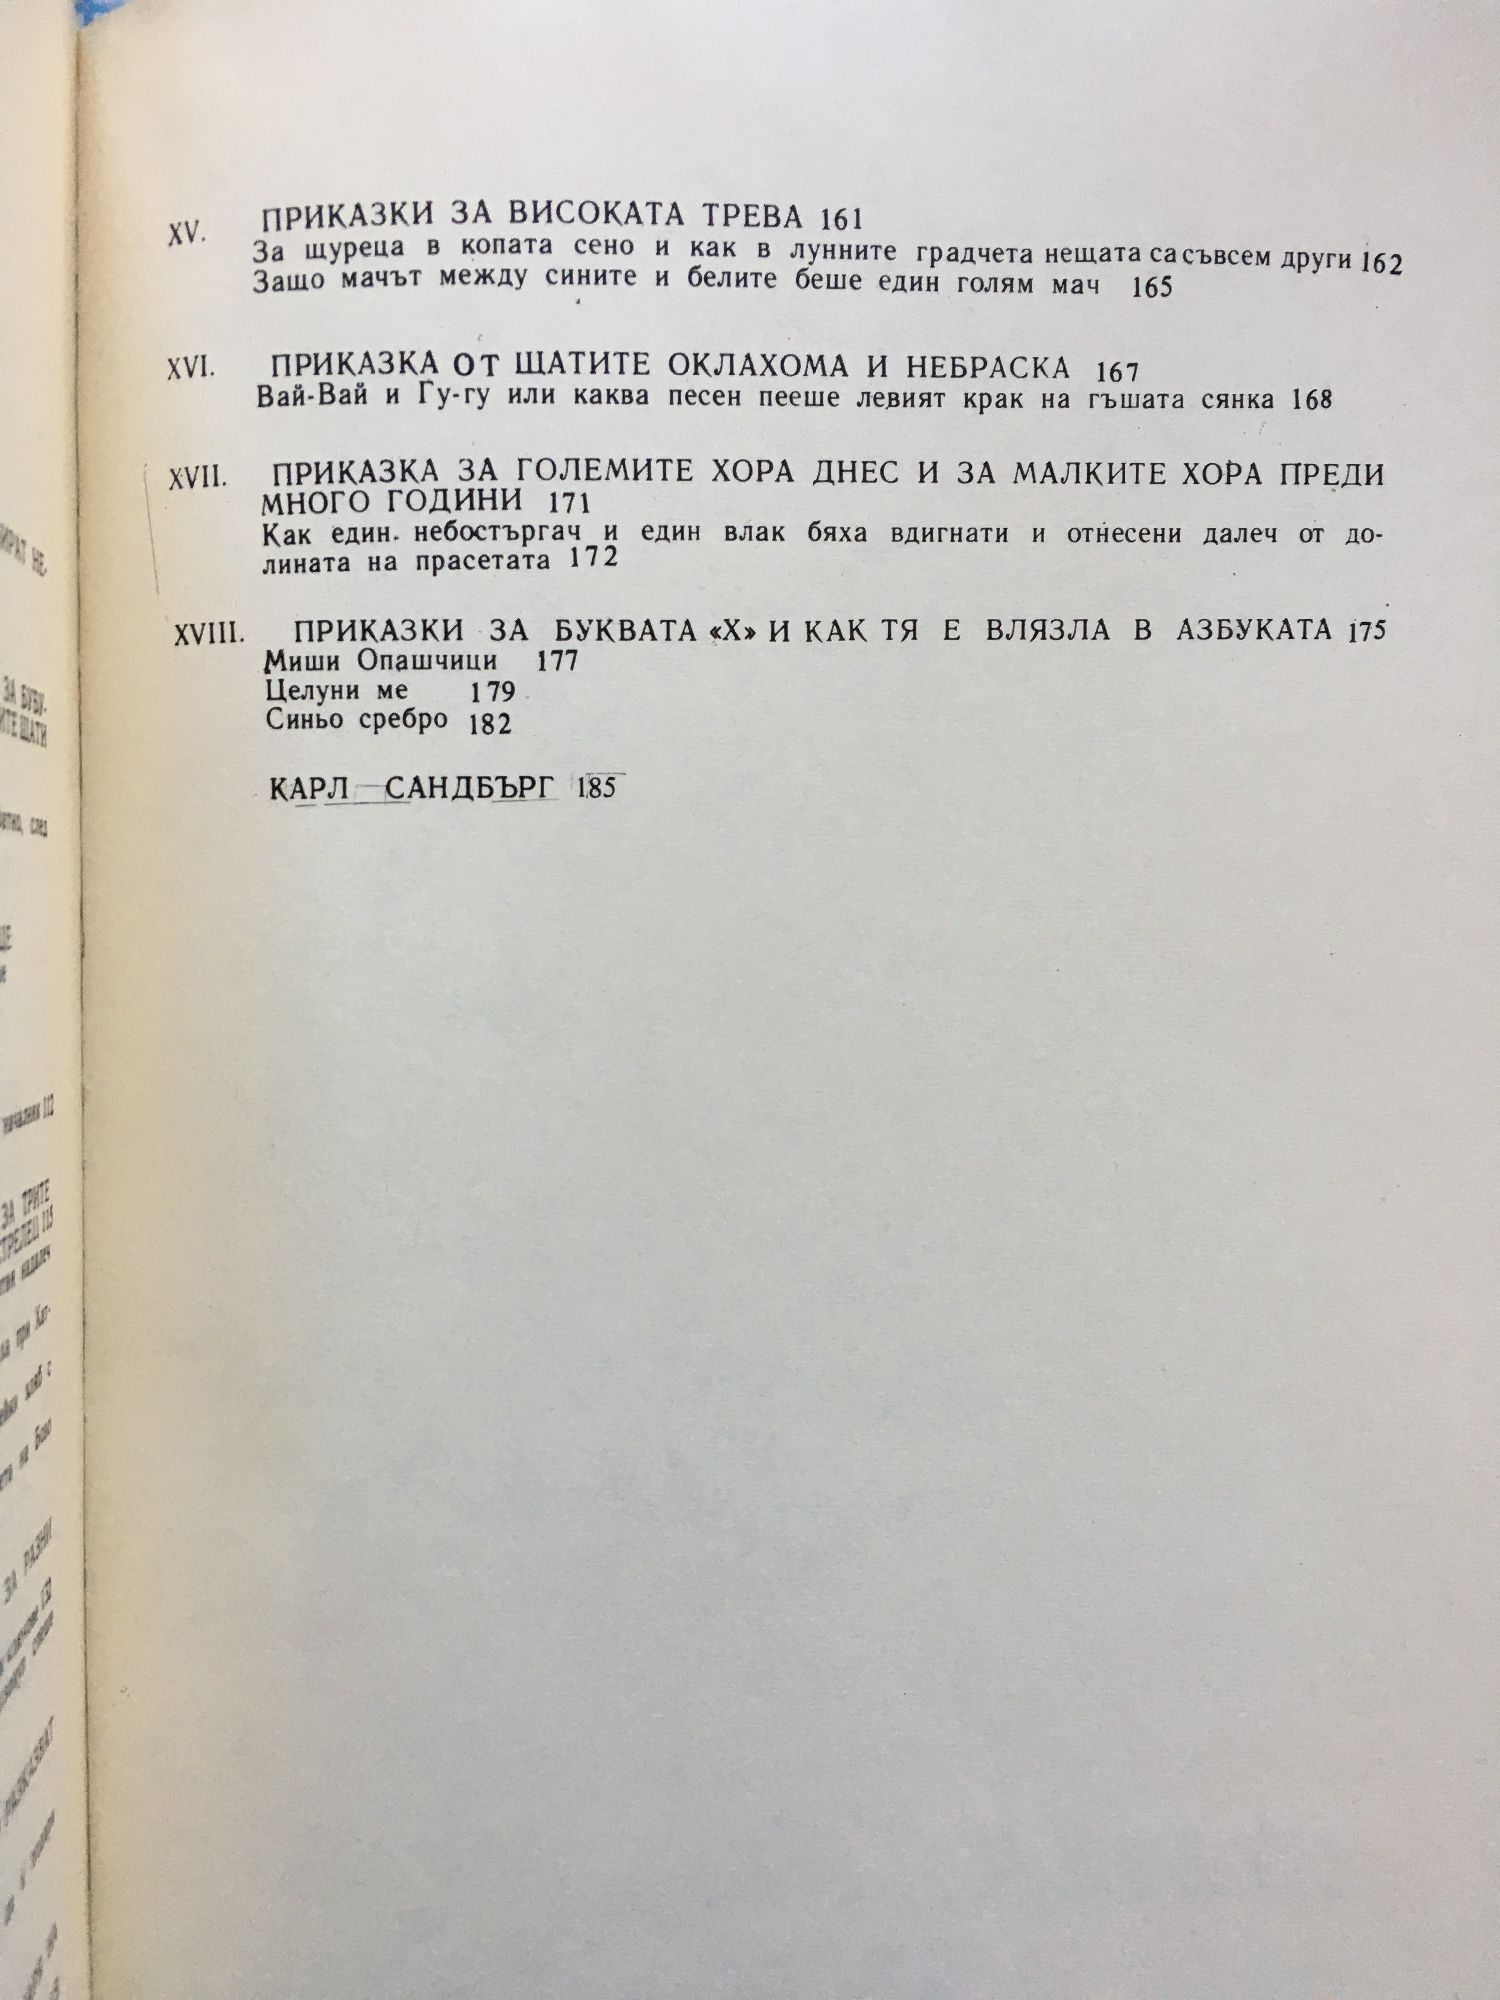 XV. ПРИКАЗКИ ЗА ВИСОКАТА ТРЕВА 161
За щуреца в копата сено и как в лунните градчета нещата са съвсем други 162
Защо мачът между сините и белите беше един голям мач 165
XVI. ПРИКАЗКА ОТ ЩАТИТЕ ОКЛАХОМА И НЕБРАСКА 167
Вай-Вай и Гу-гу или каква песен пееше левият крак на гъшата сянка 168
XVII. ПРИКАЗКА ЗА ГОЛЕМИТЕ ХОРА ДНЕС И ЗА МАЛКИТЕ ХОРА ПРЕДИ
МНОГО ГОДИНИ 171
Как един небостъргач и един влак бяха вдигнати и отнесени далеч от до-
лината на прасетата 172
XVIII. ПРИКАЗКИ ЗА БУКВАТА «Х» И КАК ТЯ Е ВЛЯЗЛА В АЗБУКАТА 175
Миши Опашчици 177
Целуни ме 179
Синьо сребро 182
КАРЛ САНДБЪРГ 185